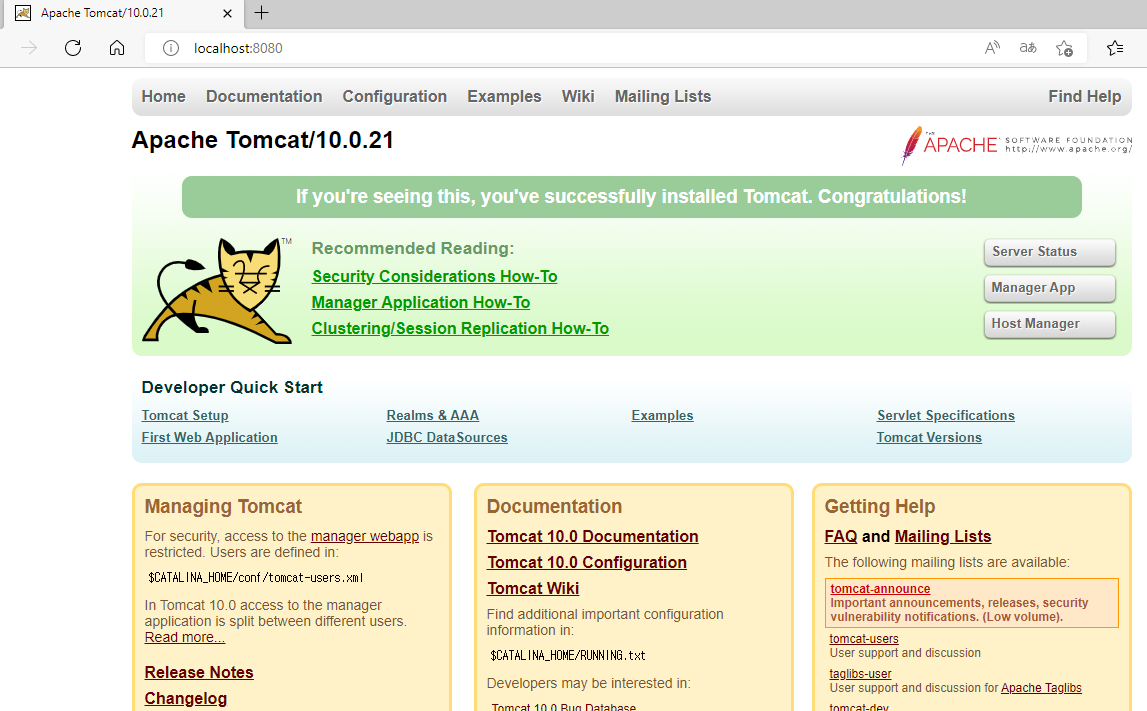 Apache Tomcat/10.0.21
localhost:8080
Home Documentation Configuration Examples Wiki Mailing Lists Find Help
Apache Tomcat/10.0.21
THE APACHE SOFTWARE FOUNDATION
http://www.apache.org/
If you're seeing this, you've successfully installed Tomcat. Congratulations!
TM
Recommended Reading:
Security Considerations How-To
Manager Application How-To
Clustering/Session Replication How-To
Server Status
Manager App
Host Manager
Developer Quick Start
Tomcat Setup
First Web Application
Realms & AAA
JDBC DataSources
Examples
Servlet Specifications
Tomcat Versions
Managing Tomcat
For security, access to the manager webapp is
restricted. Users are defined in:
$CATALINA_HOME/conf/tomcat-users.xml
In Tomcat 10.0 access to the manager
application is split between different users.
Read more...
Release Notes
Changelog
Documentation
Tomcat 10.0 Documentation
Tomcat 10.0 Configuration
Tomcat Wiki
Find additional important configuration
information in:
$CATALINA_HOME/RUNNING.txt
Developers may be interested in:
Tomcat 10.0 Bug Database
Getting Help
FAQ and Mailing Lists
The following mailing lists are available:
tomcat-announce
Important announcements, releases, security
vulnerability notifications. (Low volume).
tomcat-users
User support and discussion
taglibs-user
User support and discussion for Apache Taglibs
tomcat-dev